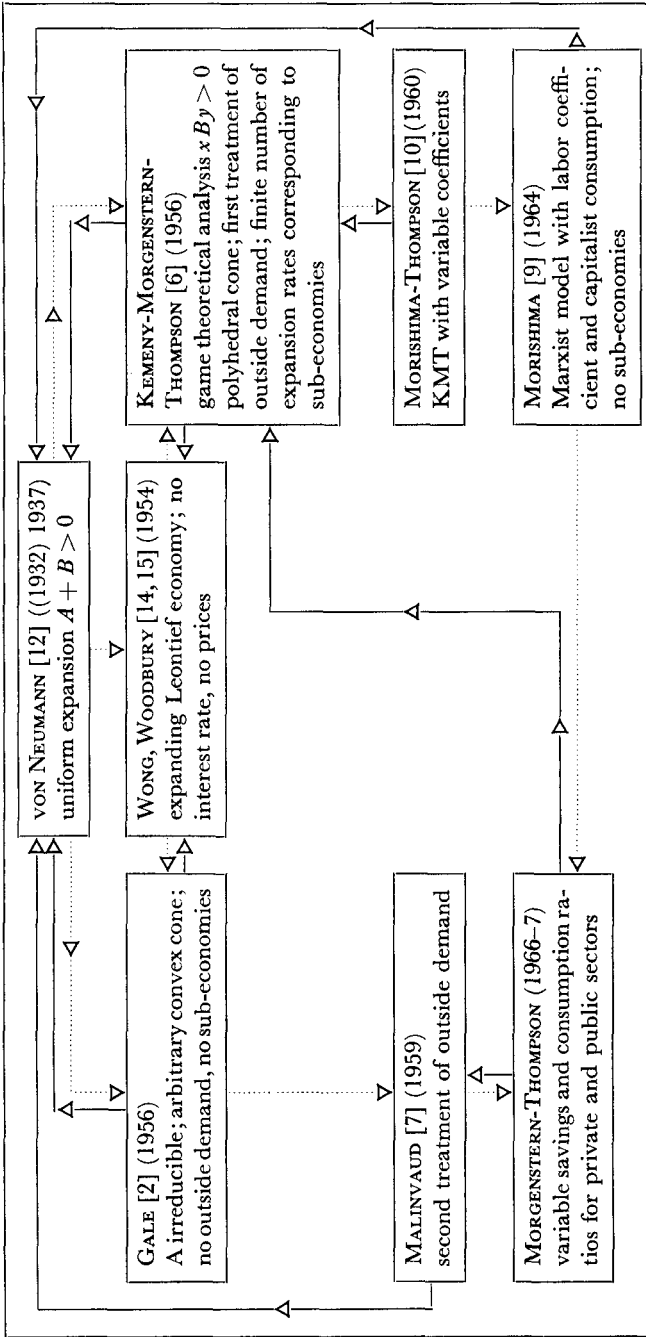 VON NEUMANN [12] ((1932) 1937)
uniform expansion A + B > 0
GALE [2] (1956)
A irreducible; arbitrary convex cone;
no outside demand, no sub-economies
WONG, WOODBURY [14, 15] (1954)
expanding Leontief economy; no
interest rate, no prices
KEMENY-MORGENSTERN-
THOMPSON [6] (1956)
game theoretical analysis x By > 0
polyhedral cone; first treatment of
outside demand; finite number of
expansion rates corresponding to
sub-economies
MALINVAUD [7] (1959)
second treatment of outside demand
MORISHIMA-THOMPSON [10] (1960)
KMT with variable coefficients
MORGENSTERN-THOMPSON (1966–7)
variable savings and consumption ra-
tios for private and public sectors
MORISHIMA [9] (1964)
Marxist model with labor coeffi-
cient and capitalist consumption;
no sub-economies